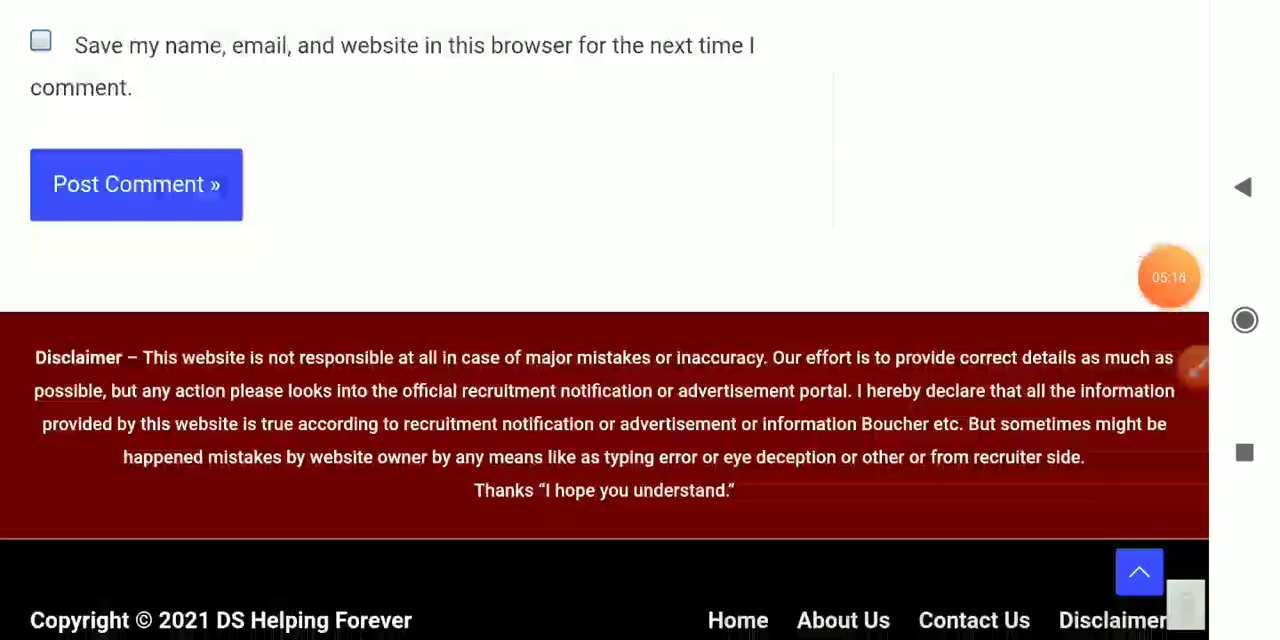 Save my name, email, and website in this browser for the next time I
comment.
Post Comment »
05:14
Disclaimer – This website is not responsible at all in case of major mistakes or inaccuracy. Our effort is to provide correct details as much as
possible, but any action please looks into the official recruitment notification or advertisement portal. I hereby declare that all the information
provided by this website is true according to recruitment notification or advertisement or information Boucher etc. But sometimes might be
happened mistakes by website owner by any means like as typing error or eye deception or other or from recruiter side.
Thanks “I hope you understand.”
Copyright © 2021 DS Helping Forever
Home About Us Contact Us Disclaimer